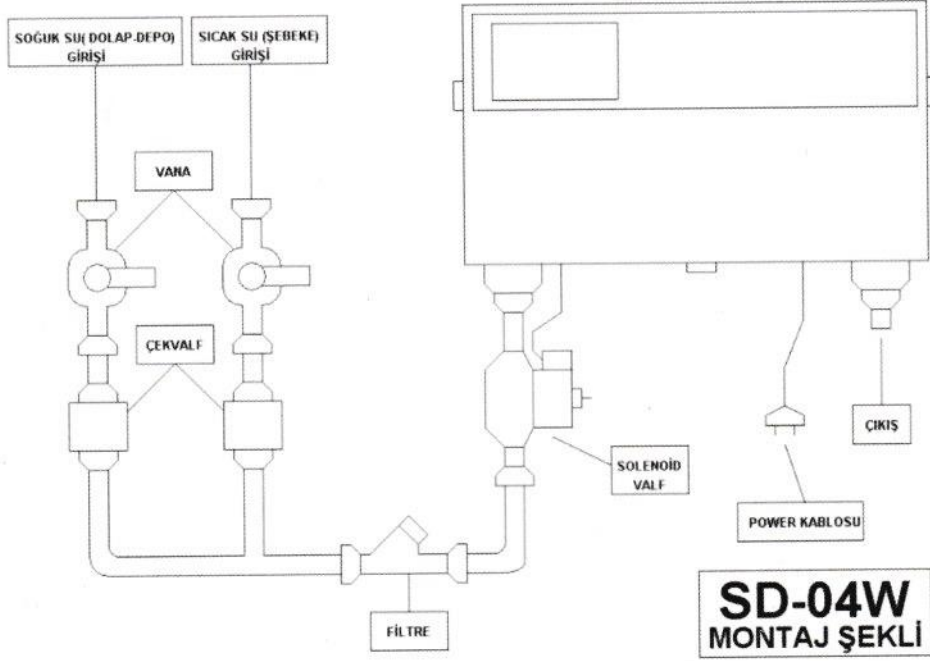 SOĞUK SU( DOLAP-DEPO)
GİRİŞİ
SICAK SU (ŞEBEKE)
GİRİŞİ
VANA
ÇEKVALF
SOLENOİD
VALF
ÇIKIŞ
POWER KABLOSU
FİLTRE
SD-04W
MONTAJ ŞEKLİ